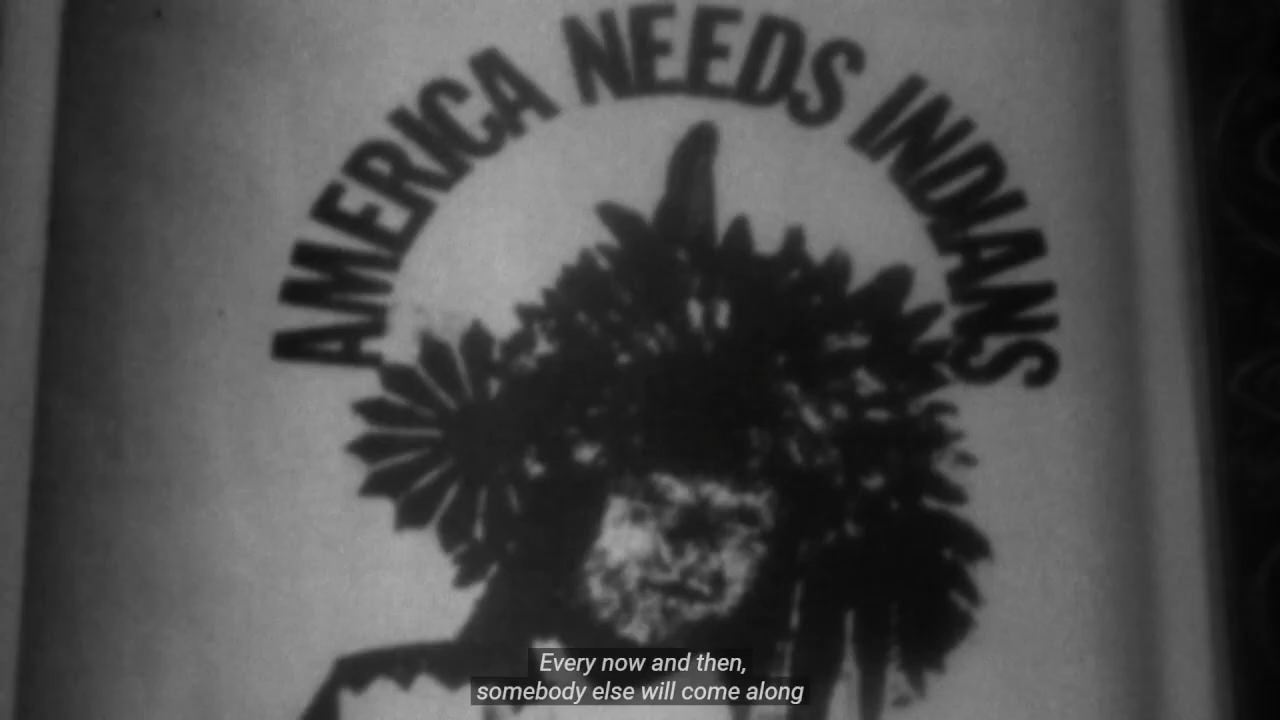 AMERICA NEEDS INDIANS
Every now and then,
somebody else will come along